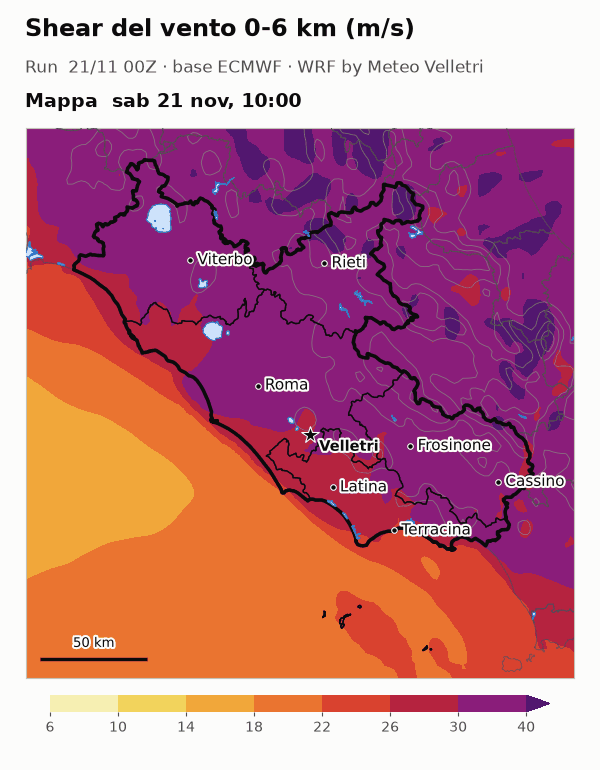 Shear del vento 0-6 km (m/s)
Run 21/11 00Z · base ECMWF · WRF by Meteo Velletri
Mappa sab 21 nov, 10:00
Viterbo
Rieti
Roma
Velletri
Frosinone
Cassino
Latina
Terracina
50 km
6 10 14 18 22 26 30 40